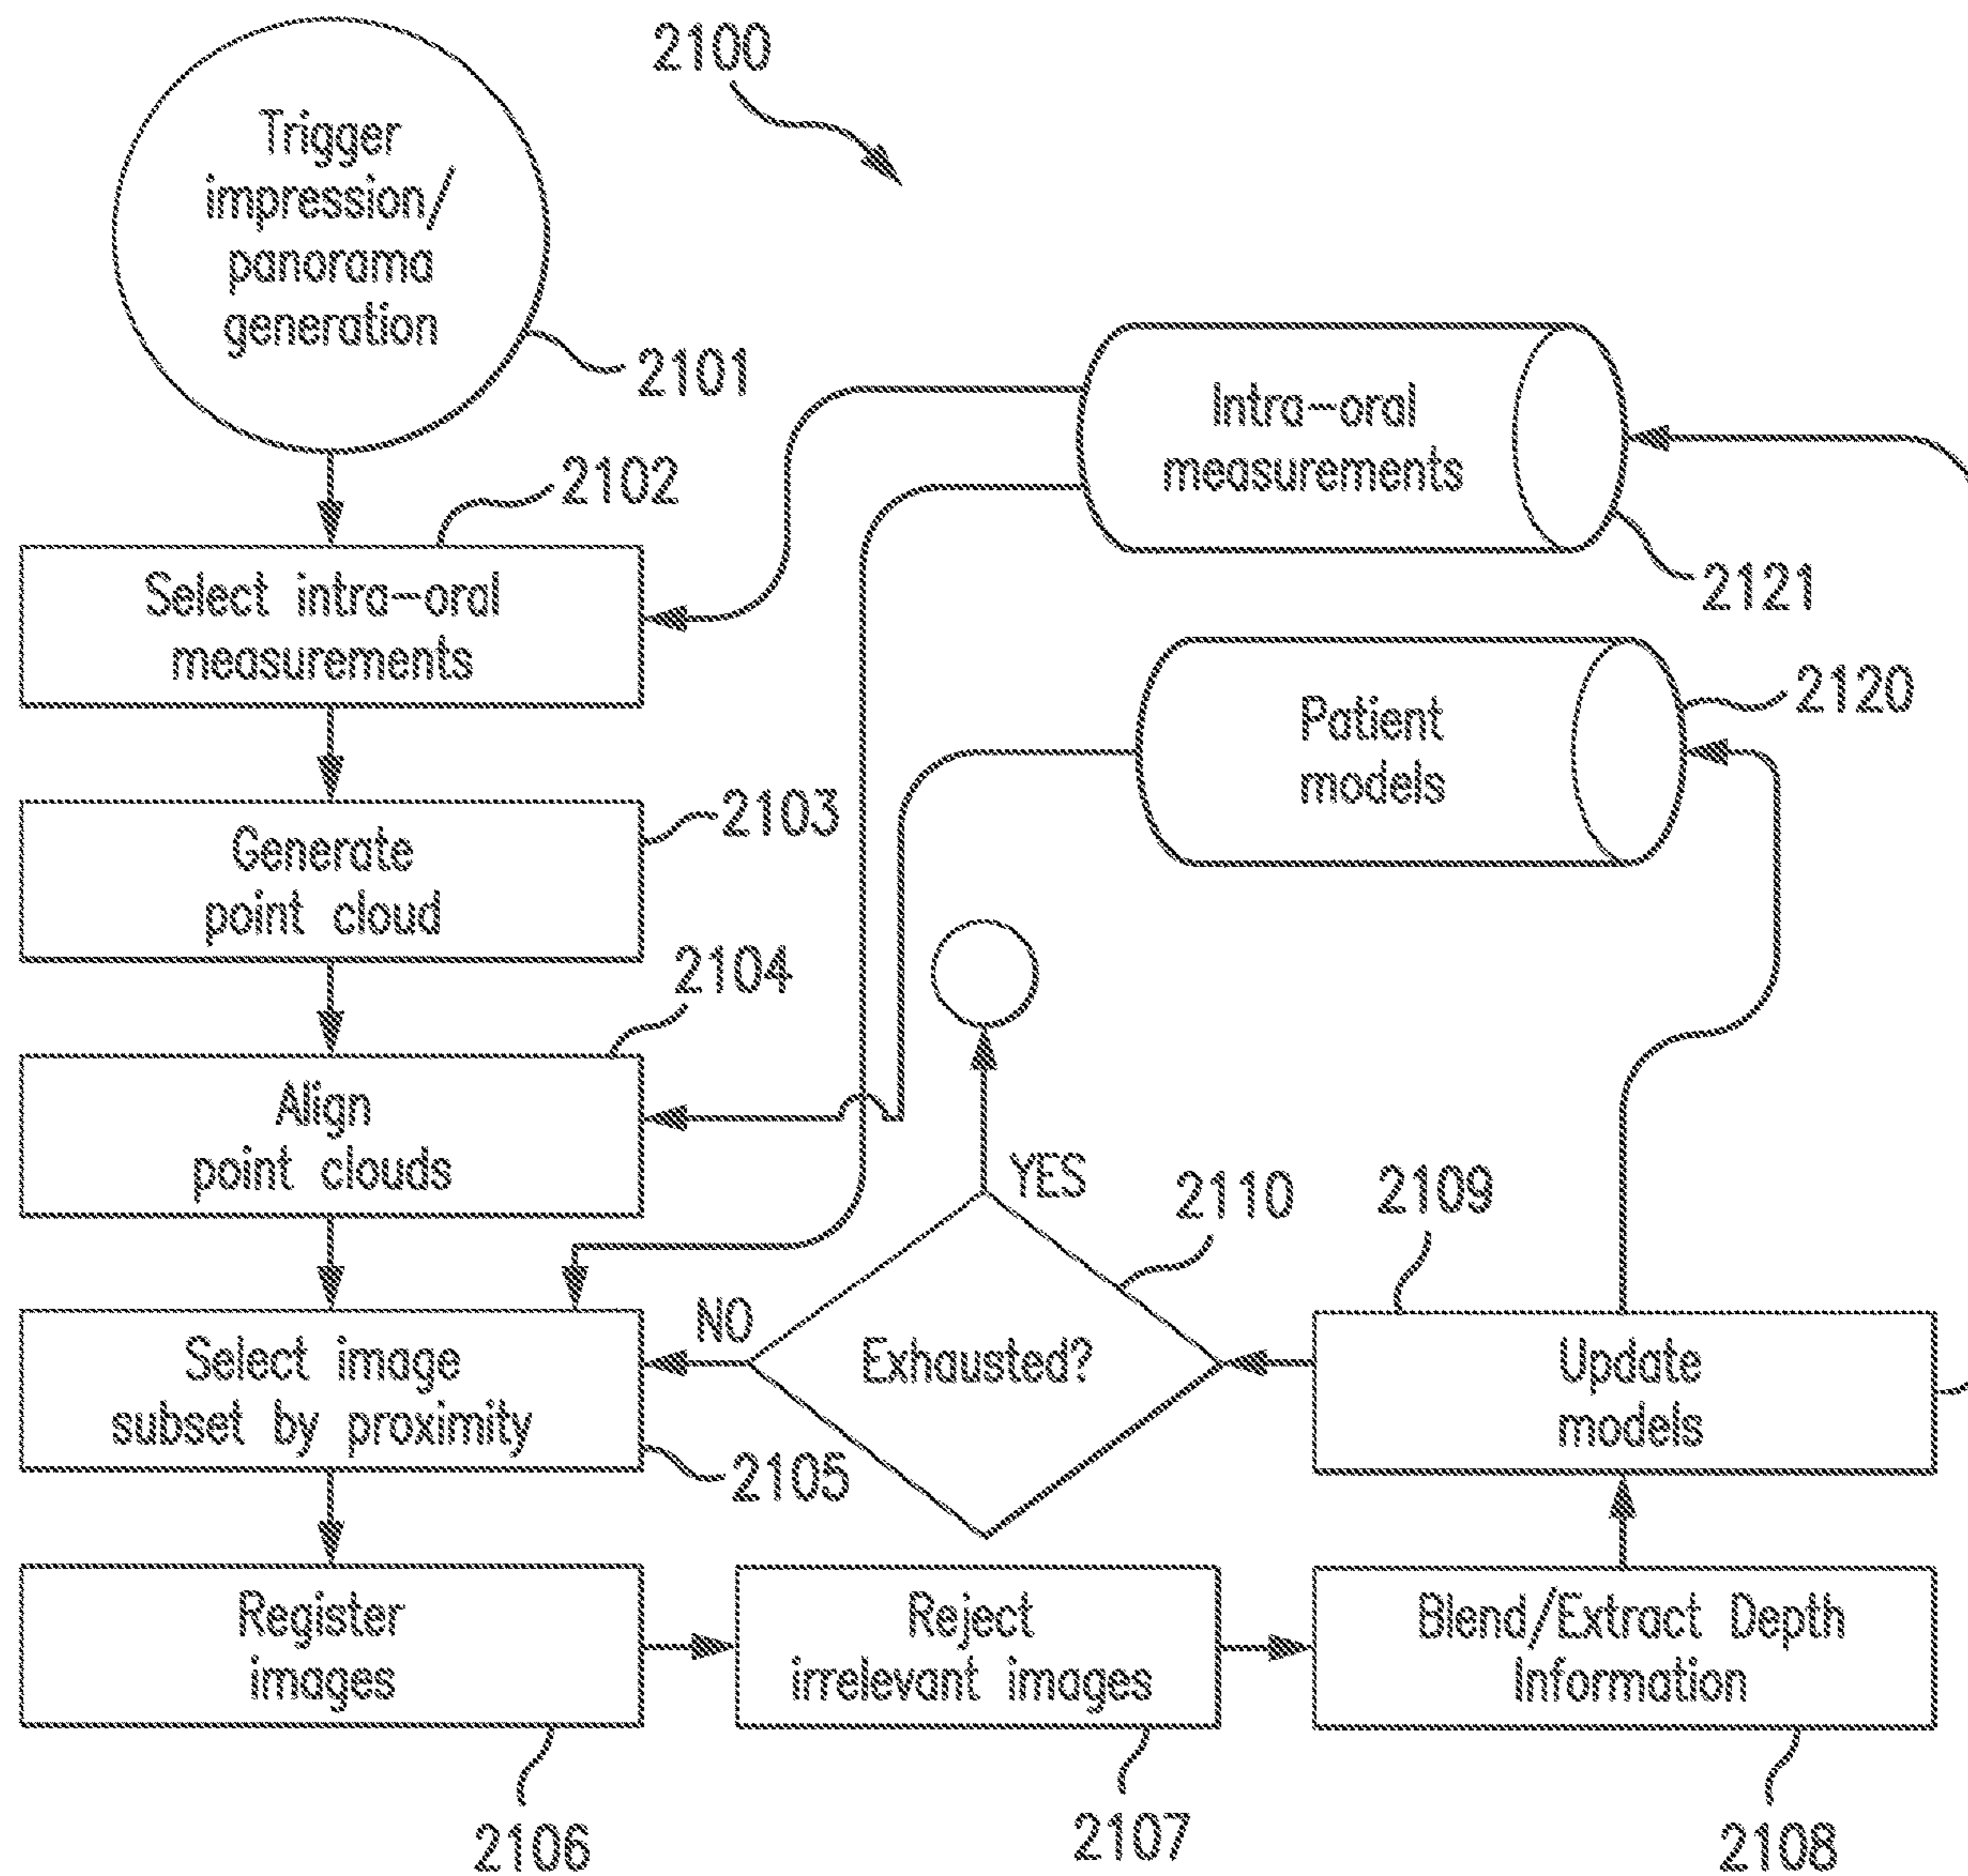 2100
Trigger
impression/
panorama
generation
2101
2102
Intra-oral
measurements
2121
Select intra-oral
measurements
2120
Patient
models
2103
Generate
point cloud
2104
Align
point clouds
YES
2110
2109
NO
Exhausted?
Select image
subset by proximity
2105
Update
models
Register
images
Reject
irrelevant images
Blend/Extract Depth
Information
2106
2107
2108